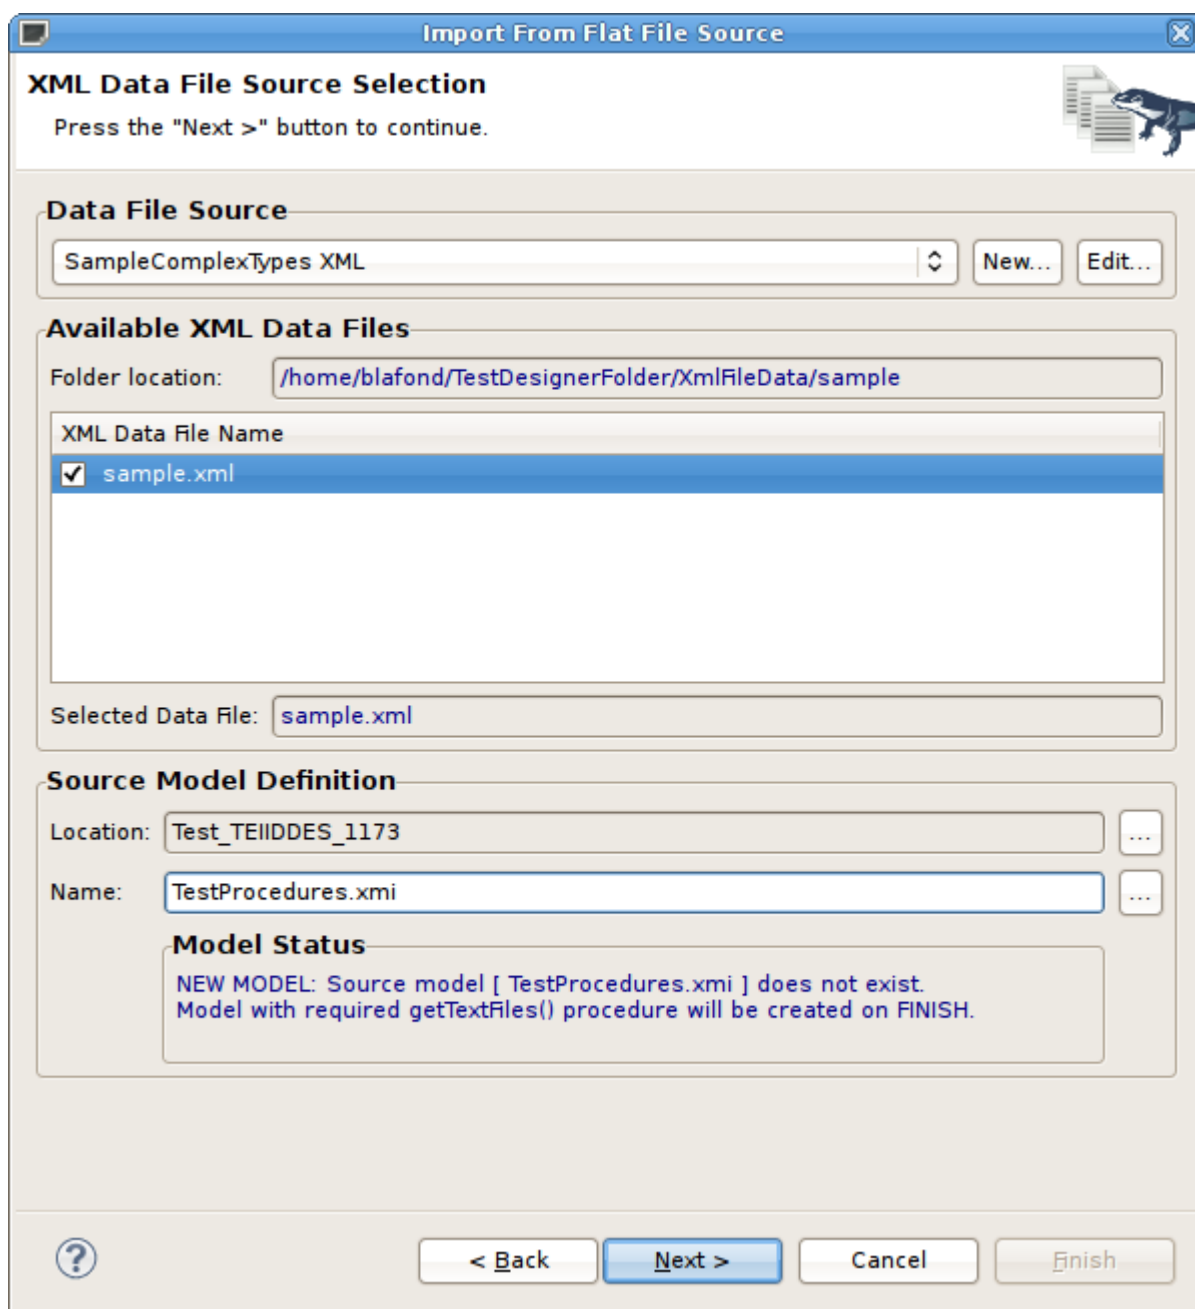 Import From Flat File Source
XML Data File Source Selection
Press the "Next >" button to continue.
Data File Source
SampleComplexTypes XML New... Edit...
Available XML Data Files
Folder location: /home/blafond/TestDesignerFolder/XmlFileData/sample
XML Data File Name
sample.xml
Selected Data File: sample.xml
Source Model Definition
Location: Test_TEIIDDES_1173 ...
Name: TestProcedures.xmi ...
Model Status
NEW MODEL: Source model [ TestProcedures.xmi ] does not exist.
Model with required getTextFiles() procedure will be created on FINISH.
? < Back Next > Cancel Finish